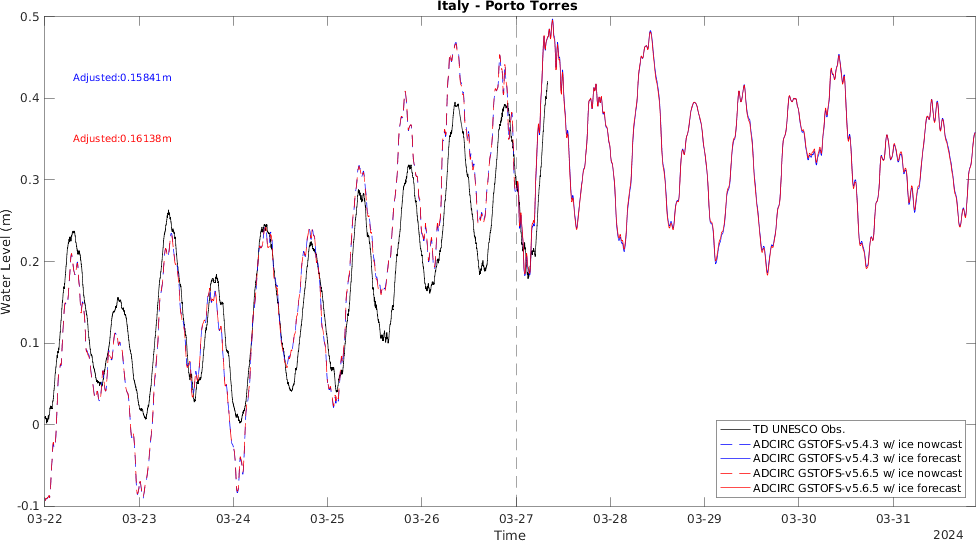 Italy - Porto Torres
0.5
Adjusted:0.15841m
0.4
Adjusted:0.16138m
0.3
Water Level (m)
0.2
0.1
0
-0.1
TD UNESCO Obs.
ADCIRC GSTOFS-v5.4.3 w/ ice nowcast
ADCIRC GSTOFS-v5.4.3 w/ ice forecast
ADCIRC GSTOFS-v5.6.5 w/ ice nowcast
ADCIRC GSTOFS-v5.6.5 w/ ice forecast
03-22 03-23 03-24 03-25 03-26 03-27 03-28 03-29 03-30 03-31
Time
2024